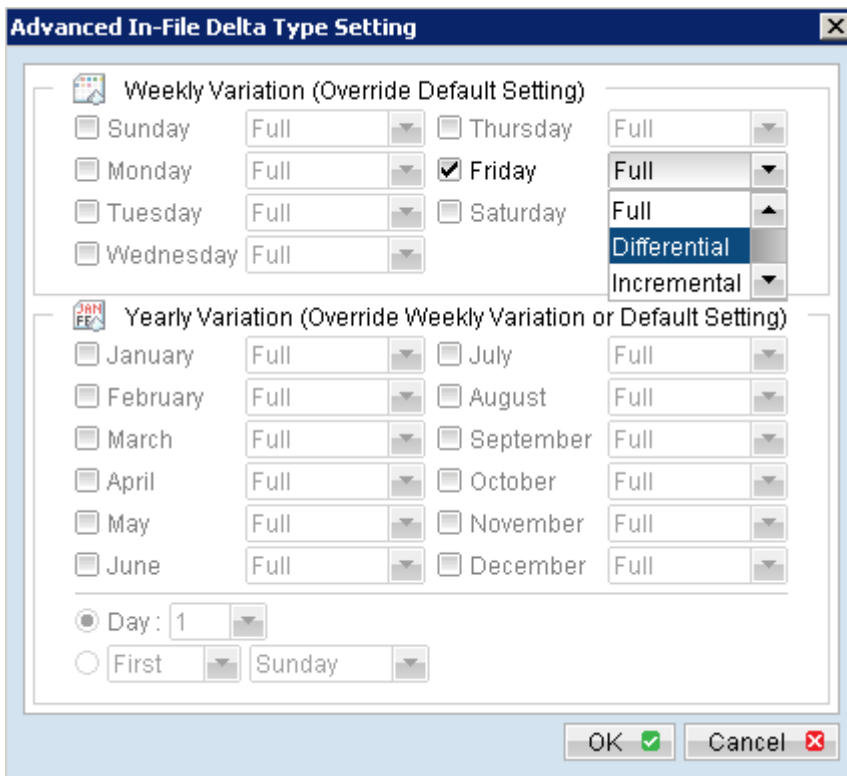 Advanced In-File Delta Type Setting
Weekly Variation (Override Default Setting)
Sunday Full Thursday Full
Monday Full Friday Full
Tuesday Full Saturday Full
Differential
Wednesday Full
Incremental
JAN
FE
Yearly Variation (Override Weekly Variation or Default Setting)
January Full July Full
February Full August Full
March Full September Full
April Full October Full
May Full November Full
June Full December Full
Day : 1
First Sunday
OK Cancel